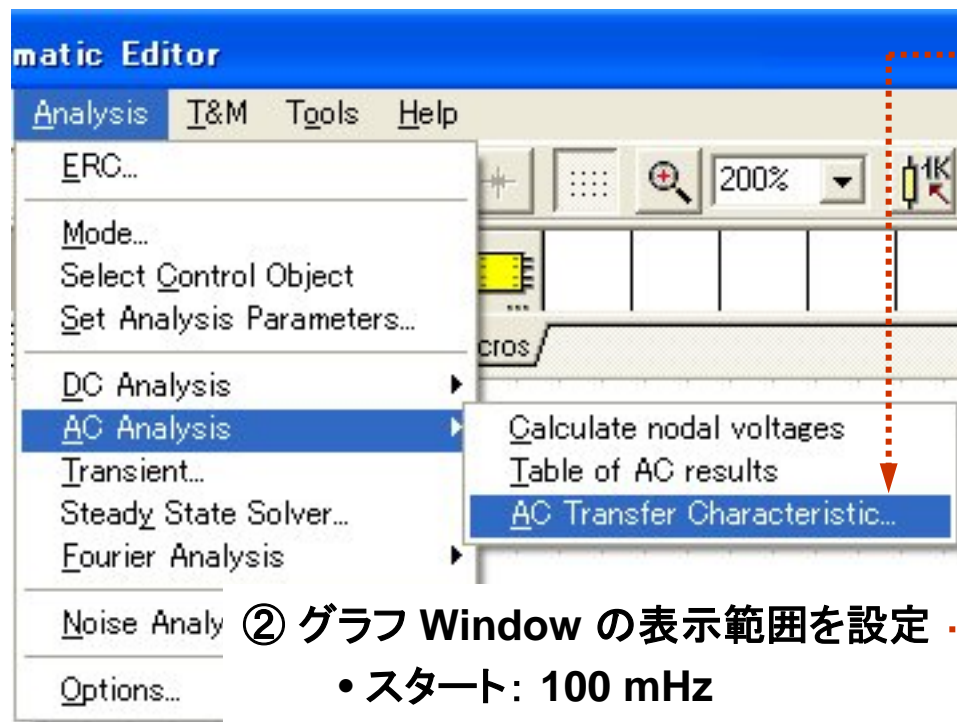 matic Editor
Analysis T&M Tools Help
ERC...
200%
1K
Mode...
Select Control Object
Set Analysis Parameters...
cros
DC Analysis
AC Analysis
Calculate nodal voltages
Transient...
Table of AC results
Steady State Solver...
AC Transfer Characteristic...
Fourier Analysis
Noise Analy
② グラフ Window の表示範囲を設定
Options...
• スタート: 100 mHz